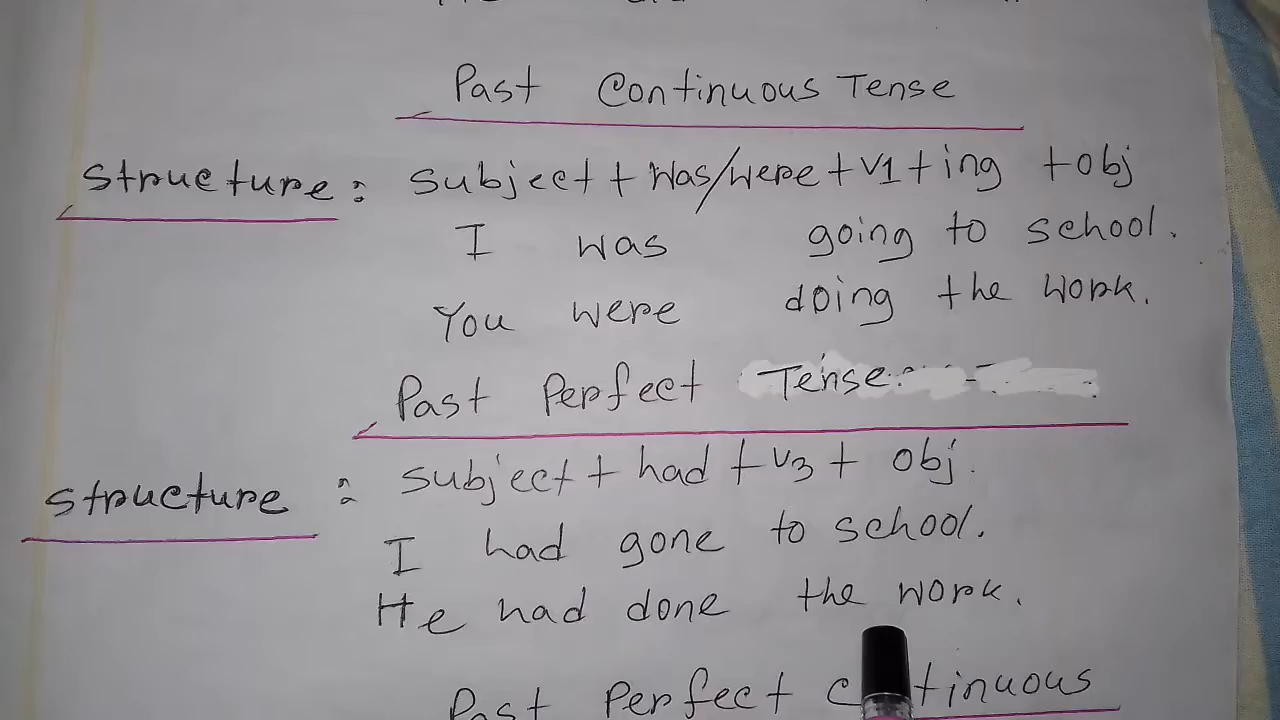 Past Continuous Tense
Structure: Subject + was/were + V1 + ing + obj
I was going to school.
You were doing the work.
Past Perfect Tense
Structure: Subject + had + V3 + obj.
I had gone to school.
He had done the work.
Past Perfect